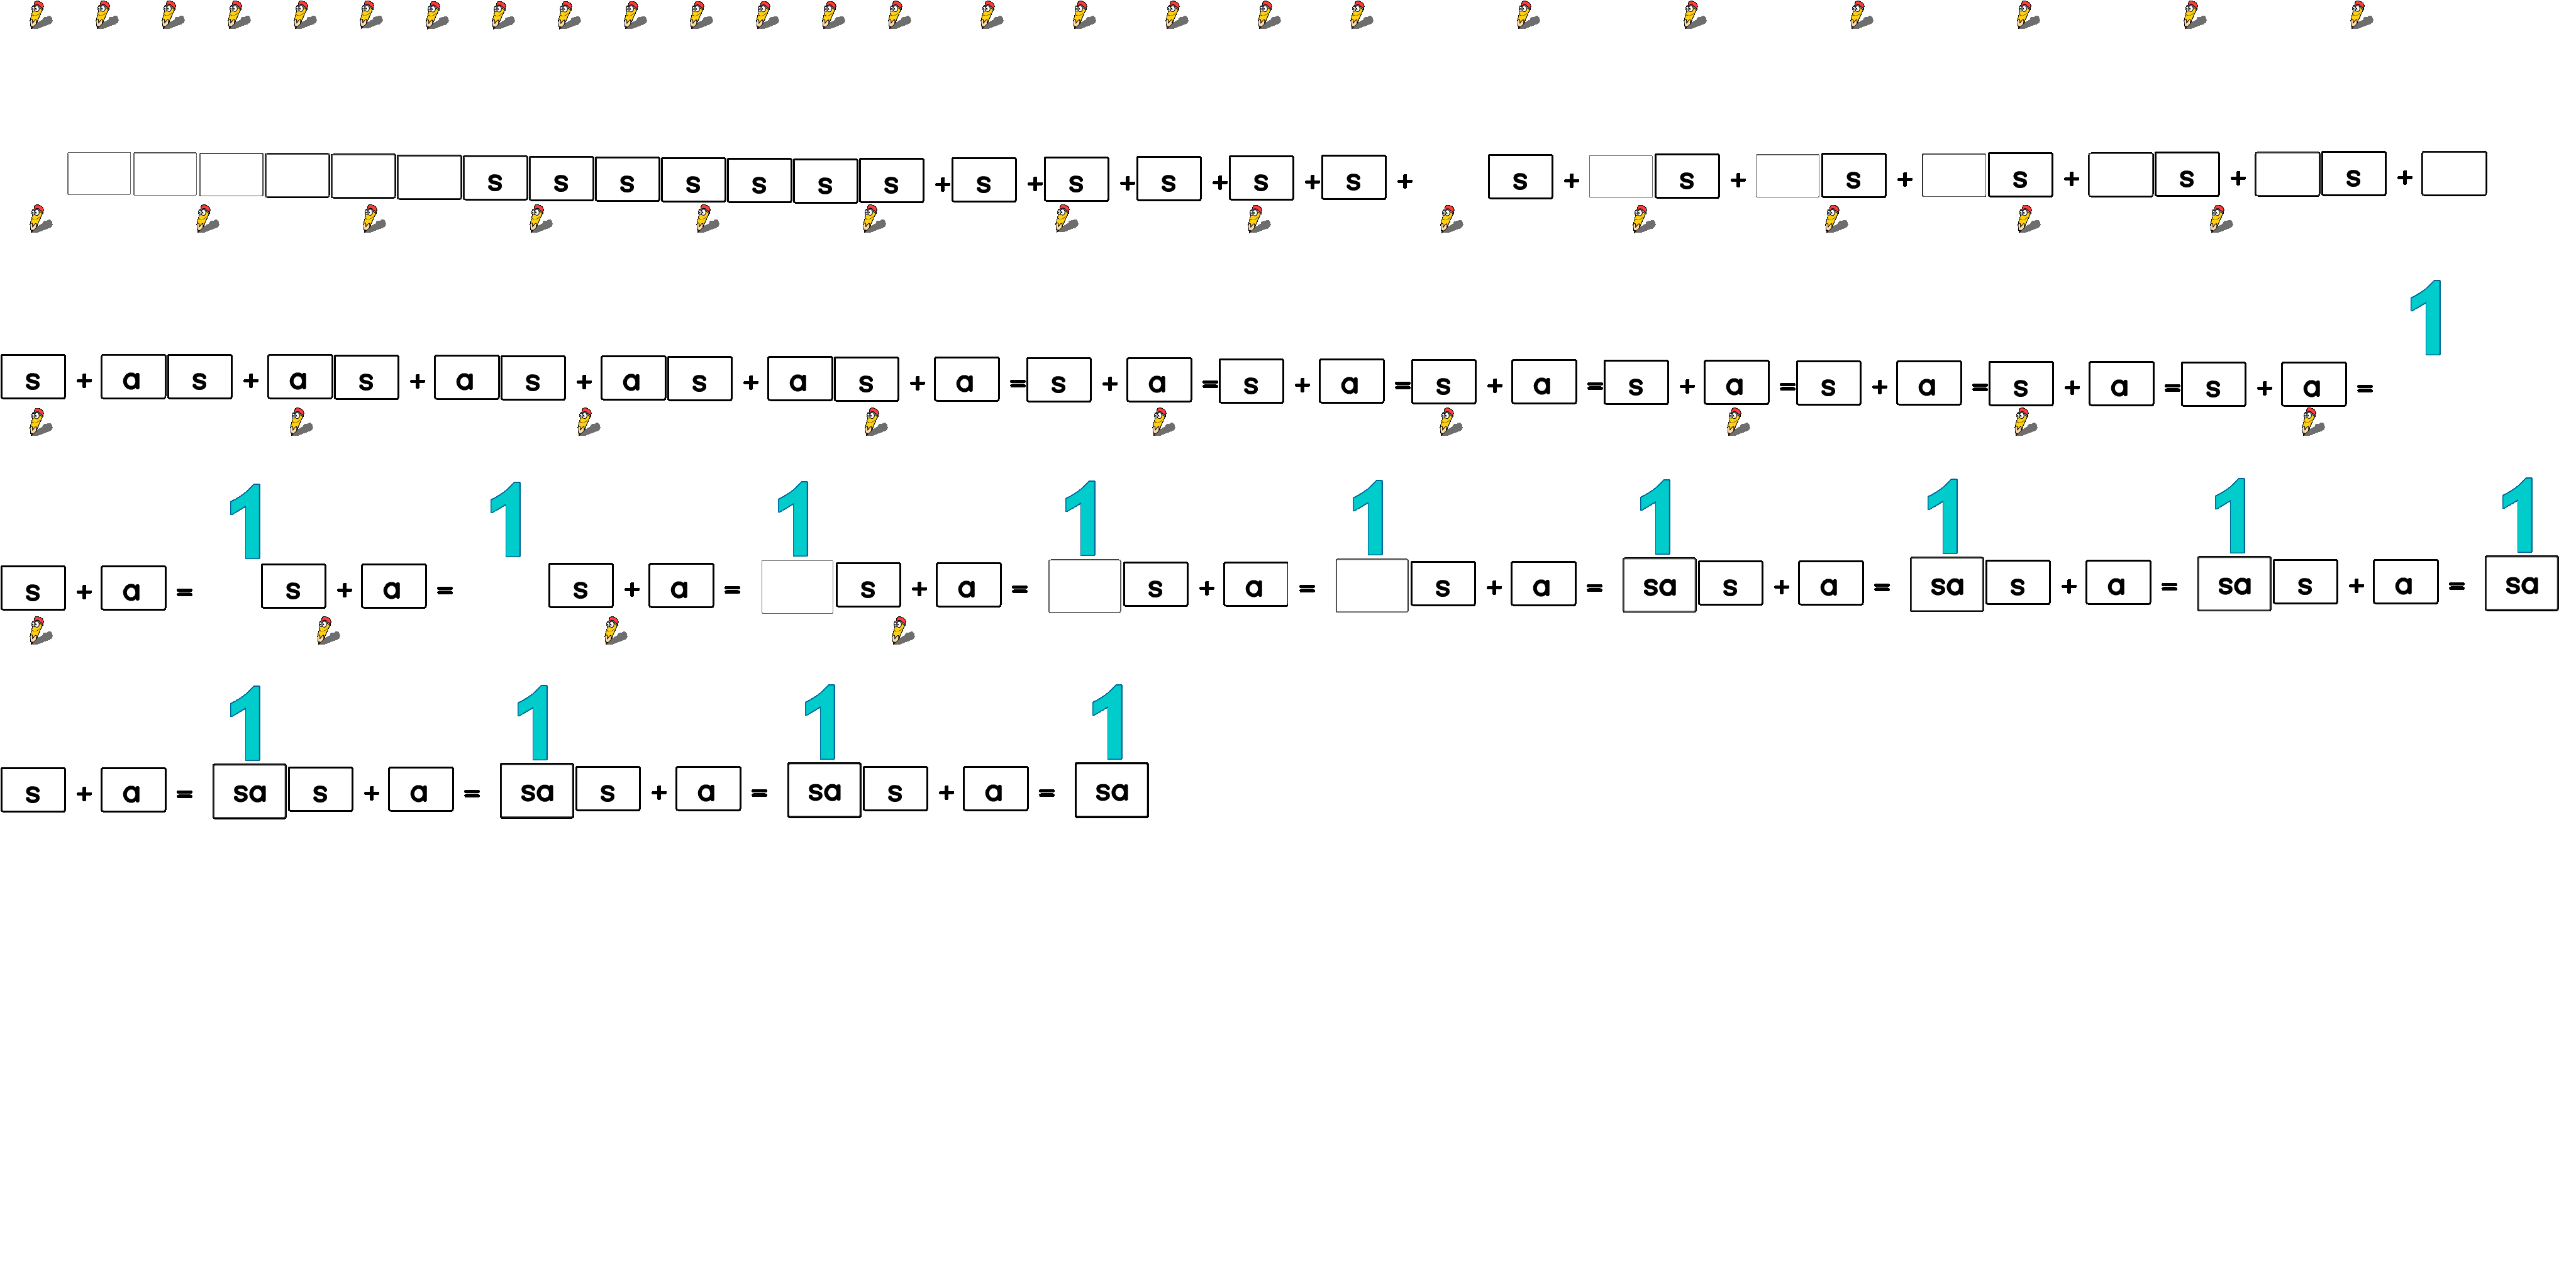 s s s s s s s + s + s + s + s + s + s + s + s + s + s + s +
1
s + a s + a s + a s + a s + a s + a = s + a = s + a = s + a = s + a = s + a = s + a = s + a =
1 1 1 1 1 1 1 1 1
s + a = s + a = s + a = s + a = s + a = s + a = sa s + a = sa s + a = sa s + a = sa
1 1 1 1
s + a = sa s + a = sa s + a = sa s + a = sa